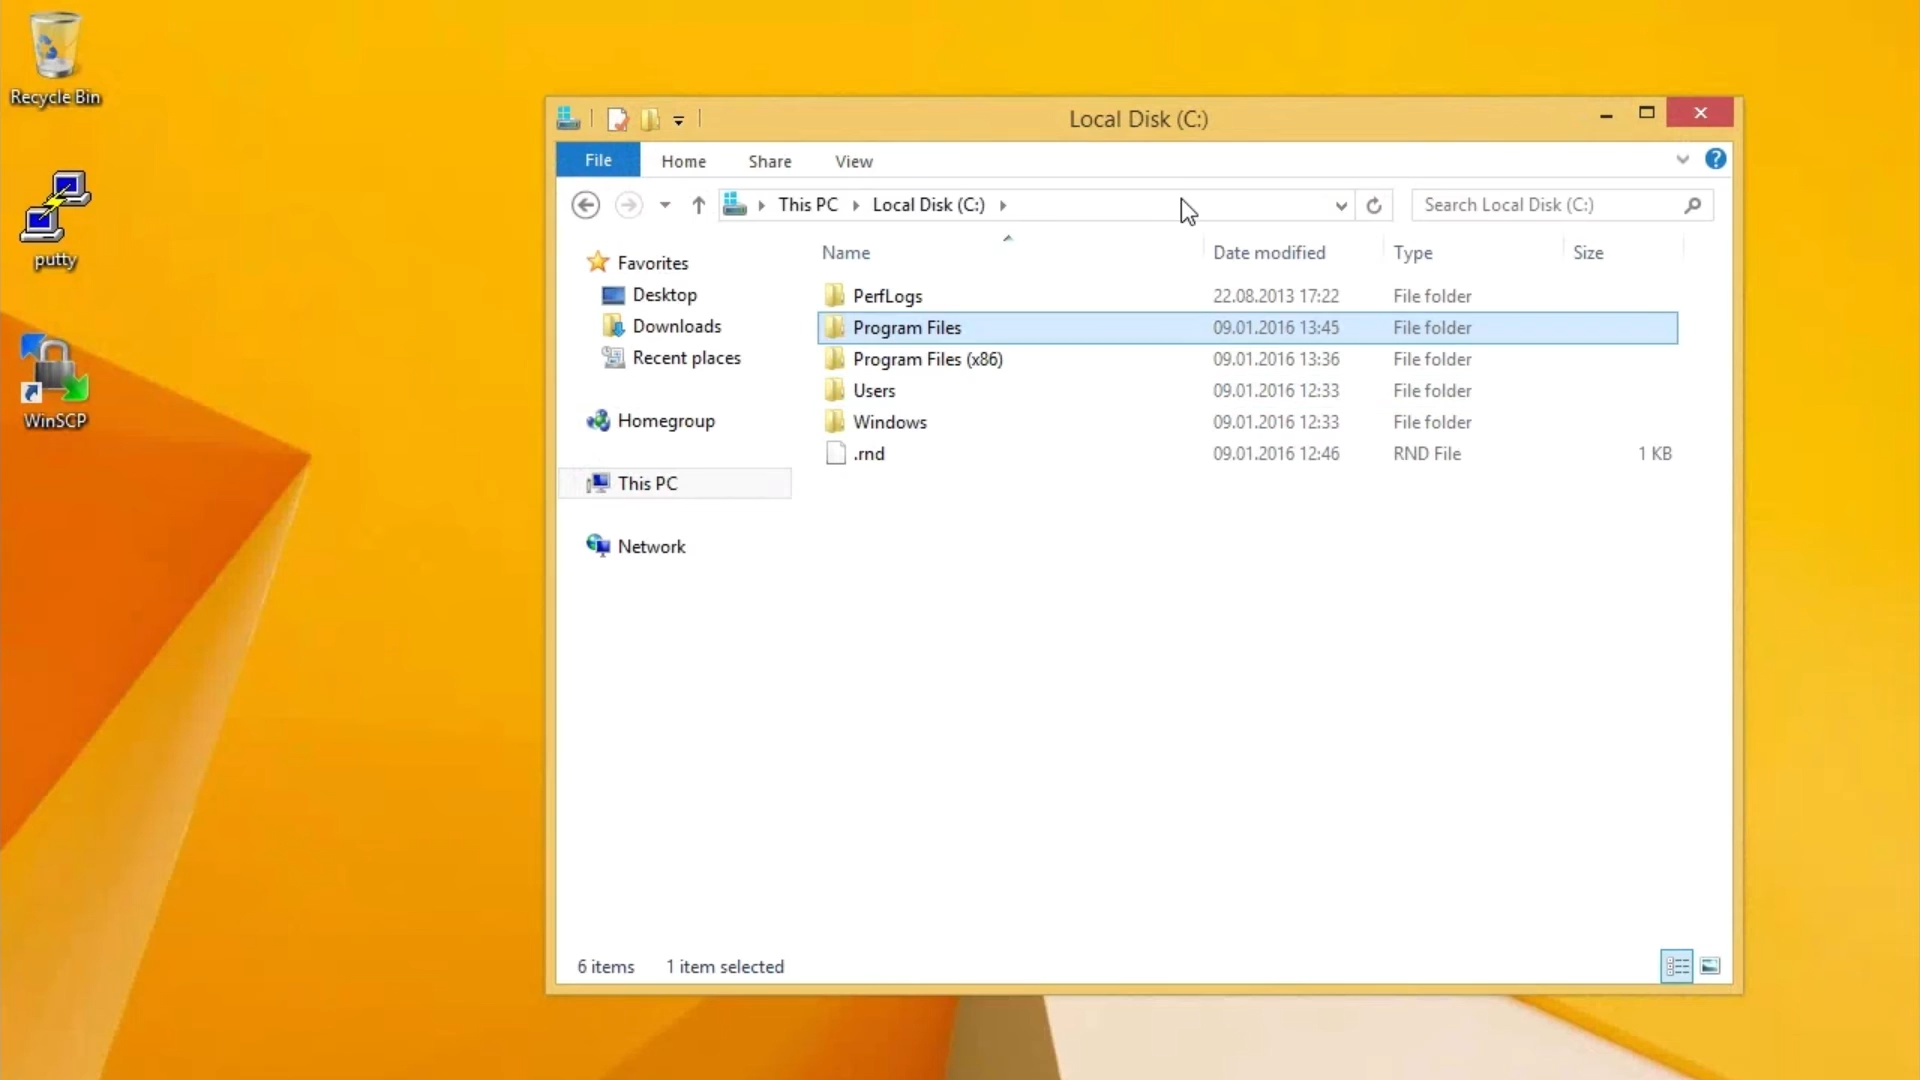 Recycle Bin
putty
WinSCP
Local Disk (C:)
File Home Share View
This PC Local Disk (C:)
Search Local Disk (C:)
Name Date modified Type Size
Favorites
Desktop
Downloads
Recent places
Homegroup
This PC
Network
PerfLogs 22.08.2013 17:22 File folder
Program Files 09.01.2016 13:45 File folder
Program Files (x86) 09.01.2016 13:36 File folder
Users 09.01.2016 12:33 File folder
Windows 09.01.2016 12:33 File folder
.rnd 09.01.2016 12:46 RND File 1 KB
6 items 1 item selected